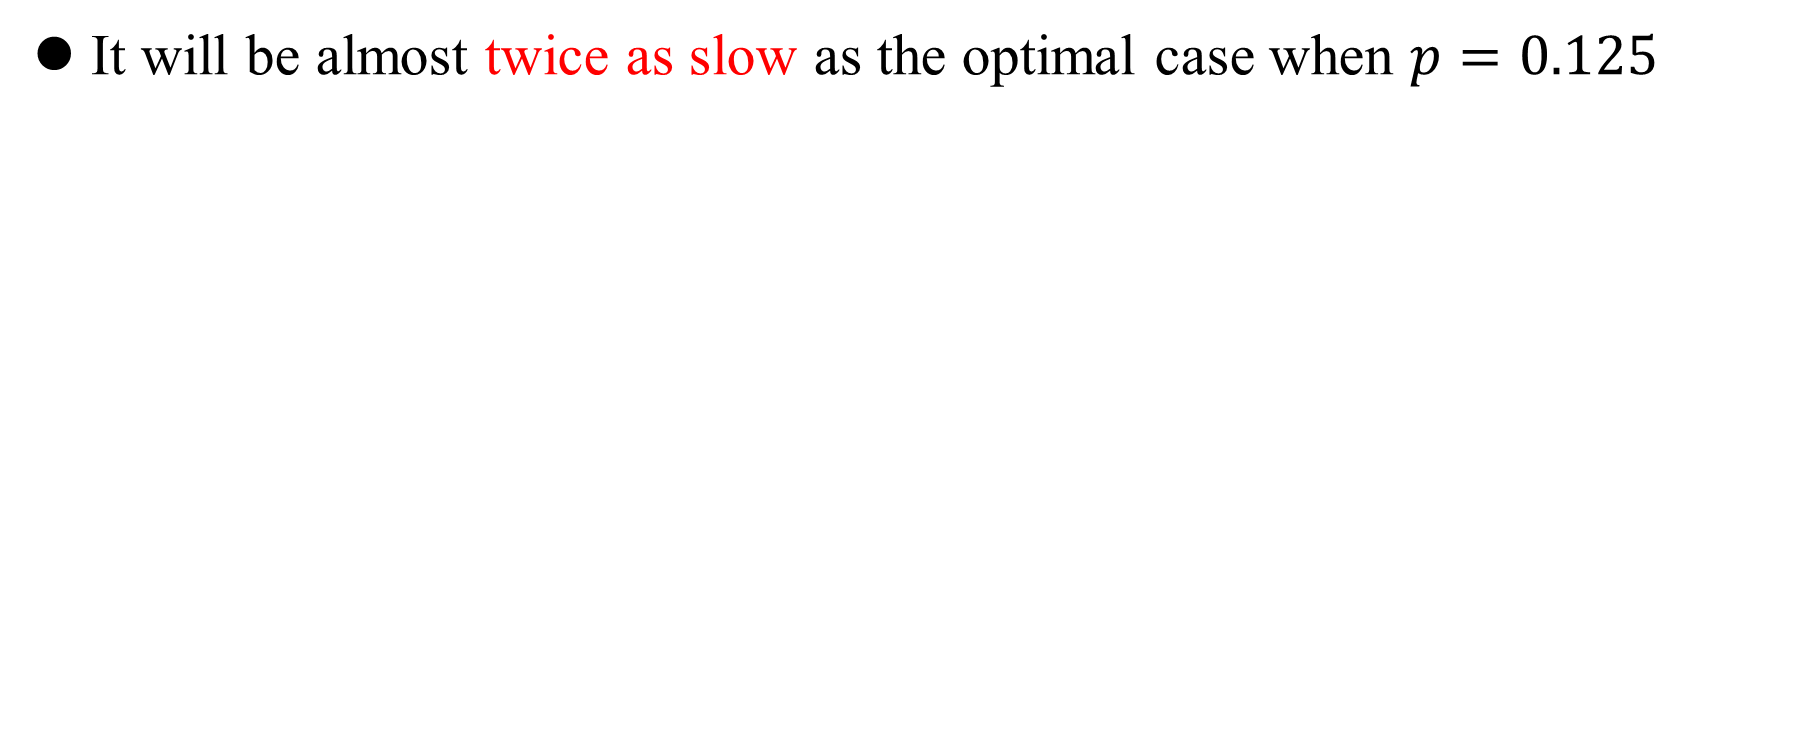 ● It will be almost twice as slow as the optimal case when 𝑝 = 0.125